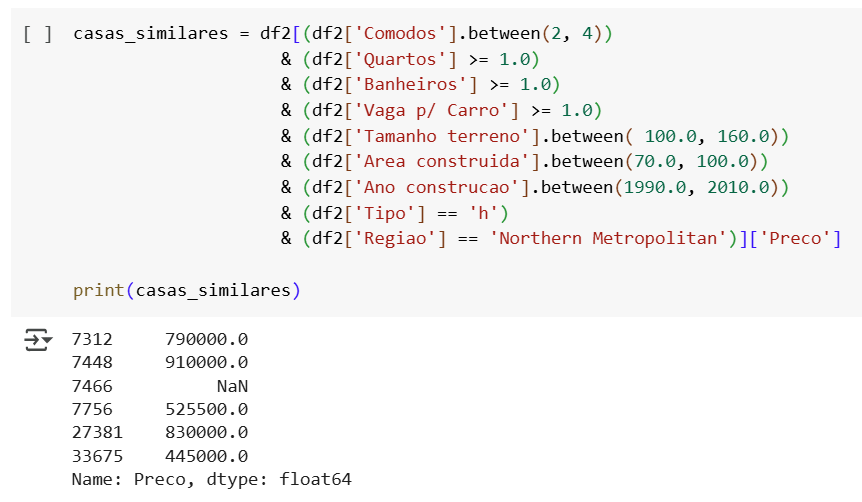 [ ] casas_similares = df2[(df2['Comodos'].between(2, 4))
& (df2['Quartos'] >= 1.0)
& (df2['Banheiros'] >= 1.0)
& (df2['Vaga p/ Carro'] >= 1.0)
& (df2['Tamanho terreno'].between( 100.0, 160.0))
& (df2['Area construida'].between(70.0, 100.0))
& (df2['Ano construcao'].between(1990.0, 2010.0))
& (df2['Tipo'] == 'h')
& (df2['Regiao'] == 'Northern Metropolitan')]['Preco']
print(casas_similares)
7312 790000.0
7448 910000.0
7466 NaN
7756 525500.0
27381 830000.0
33675 445000.0
Name: Preco, dtype: float64